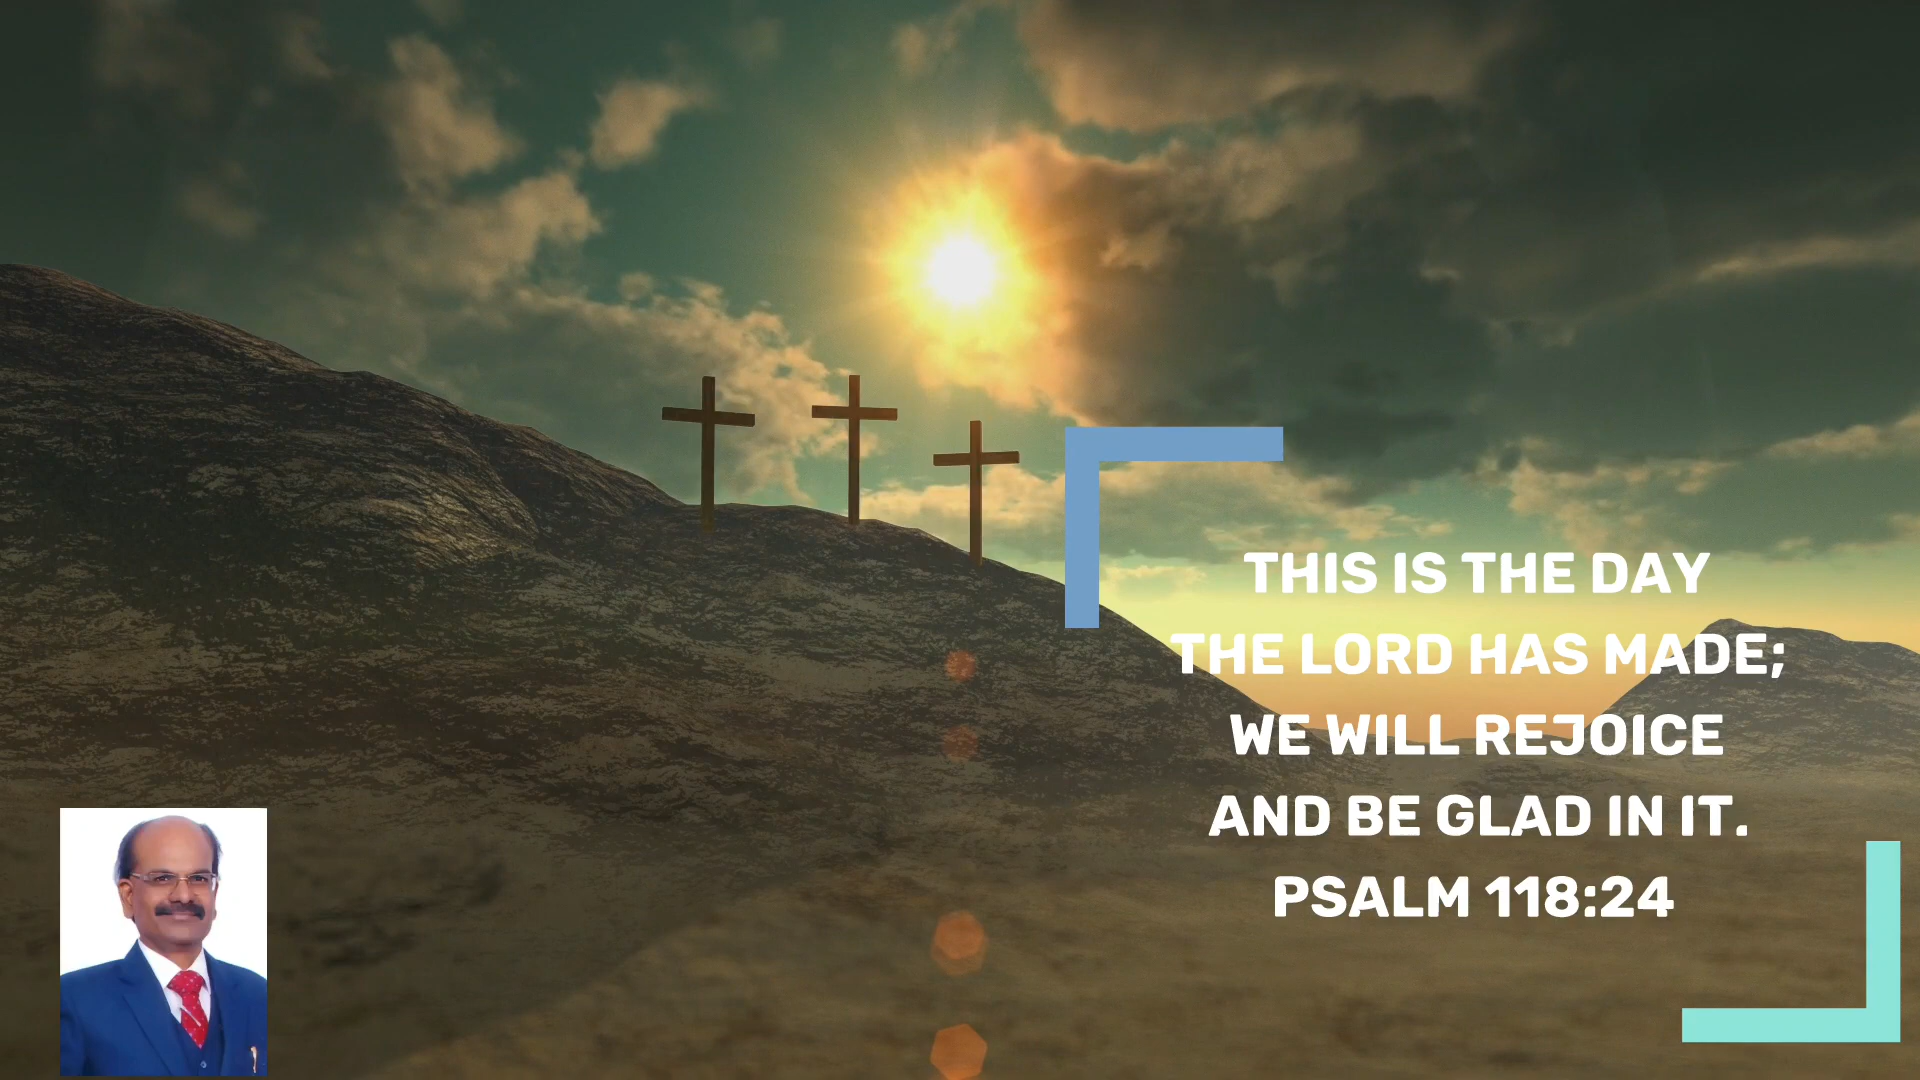 THIS IS THE DAY
THE LORD HAS MADE;
WE WILL REJOICE
AND BE GLAD IN IT.
PSALM 118:24